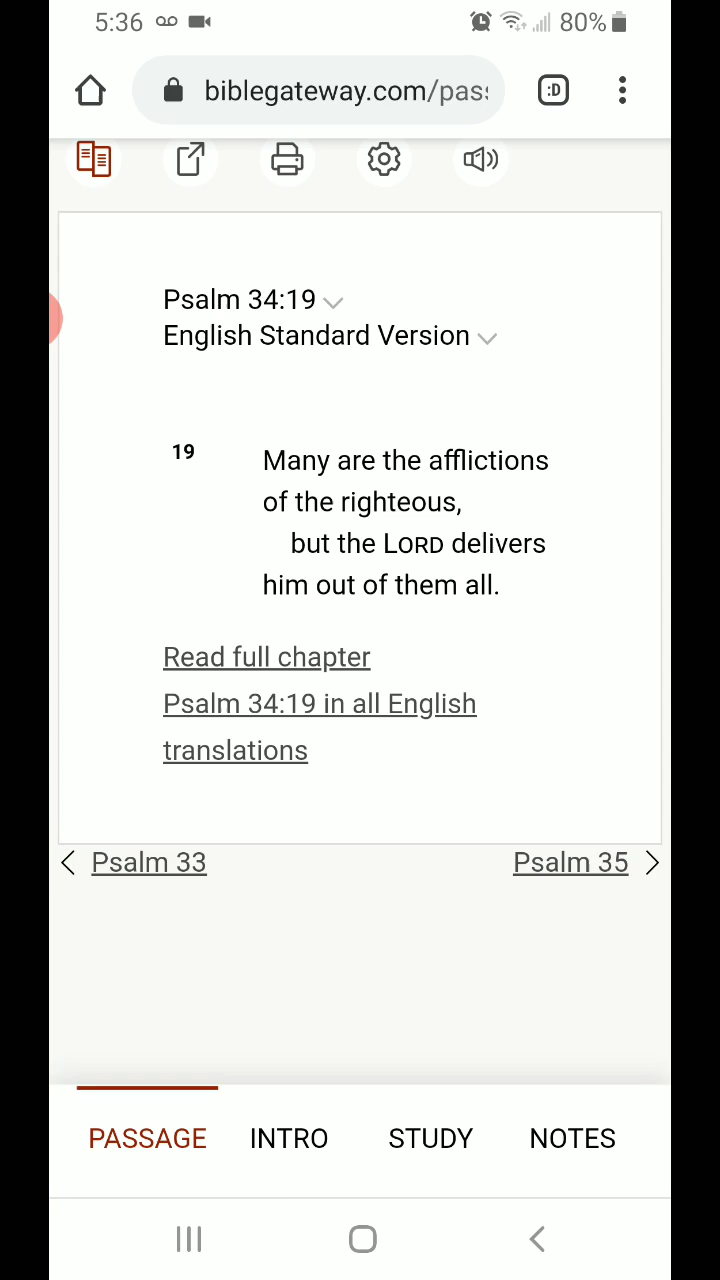 5:36 80%
biblegateway.com/pass :D
Psalm 34:19
English Standard Version
19 Many are the afflictions
of the righteous,
but the LORD delivers
him out of them all.
Read full chapter
Psalm 34:19 in all English
translations
Psalm 33 Psalm 35
PASSAGE INTRO STUDY NOTES